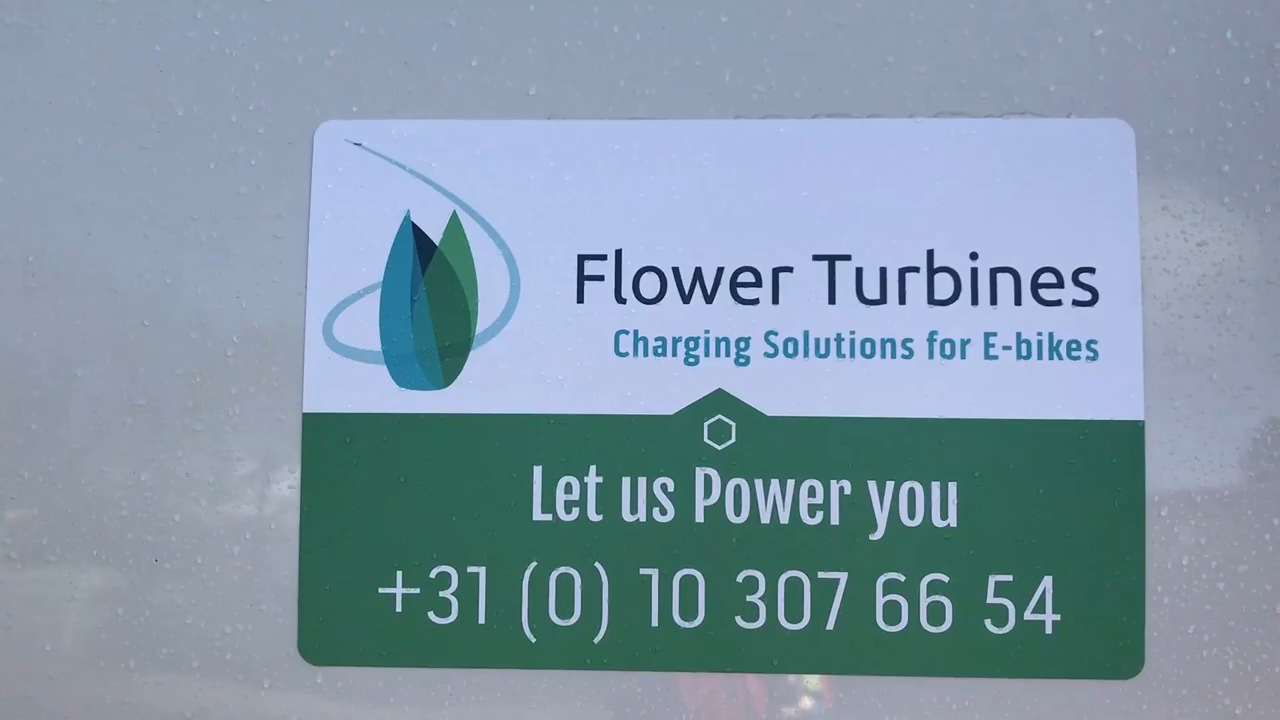 Flower Turbines
Charging Solutions for E-bikes
Let us Power you
+31 (0) 10 307 66 54